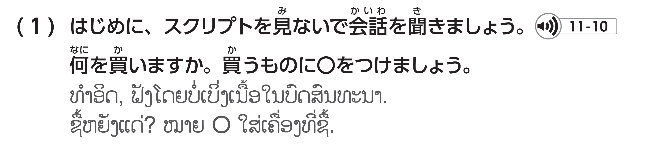 (1) はじめに、スクリプトを見ないで会話を聞きましょう。 11-10
何を買いますか。買うものに○をつけましょう。
ທຳອິດ, ຟັງໂດຍບໍ່ເບິ່ງເນື້ອໃນບົດສົນທະນາ.
ຊື້ຫຍັງແດ່? ໝາຍ ○ ໃສ່ເຄື່ອງທີ່ຊື້.